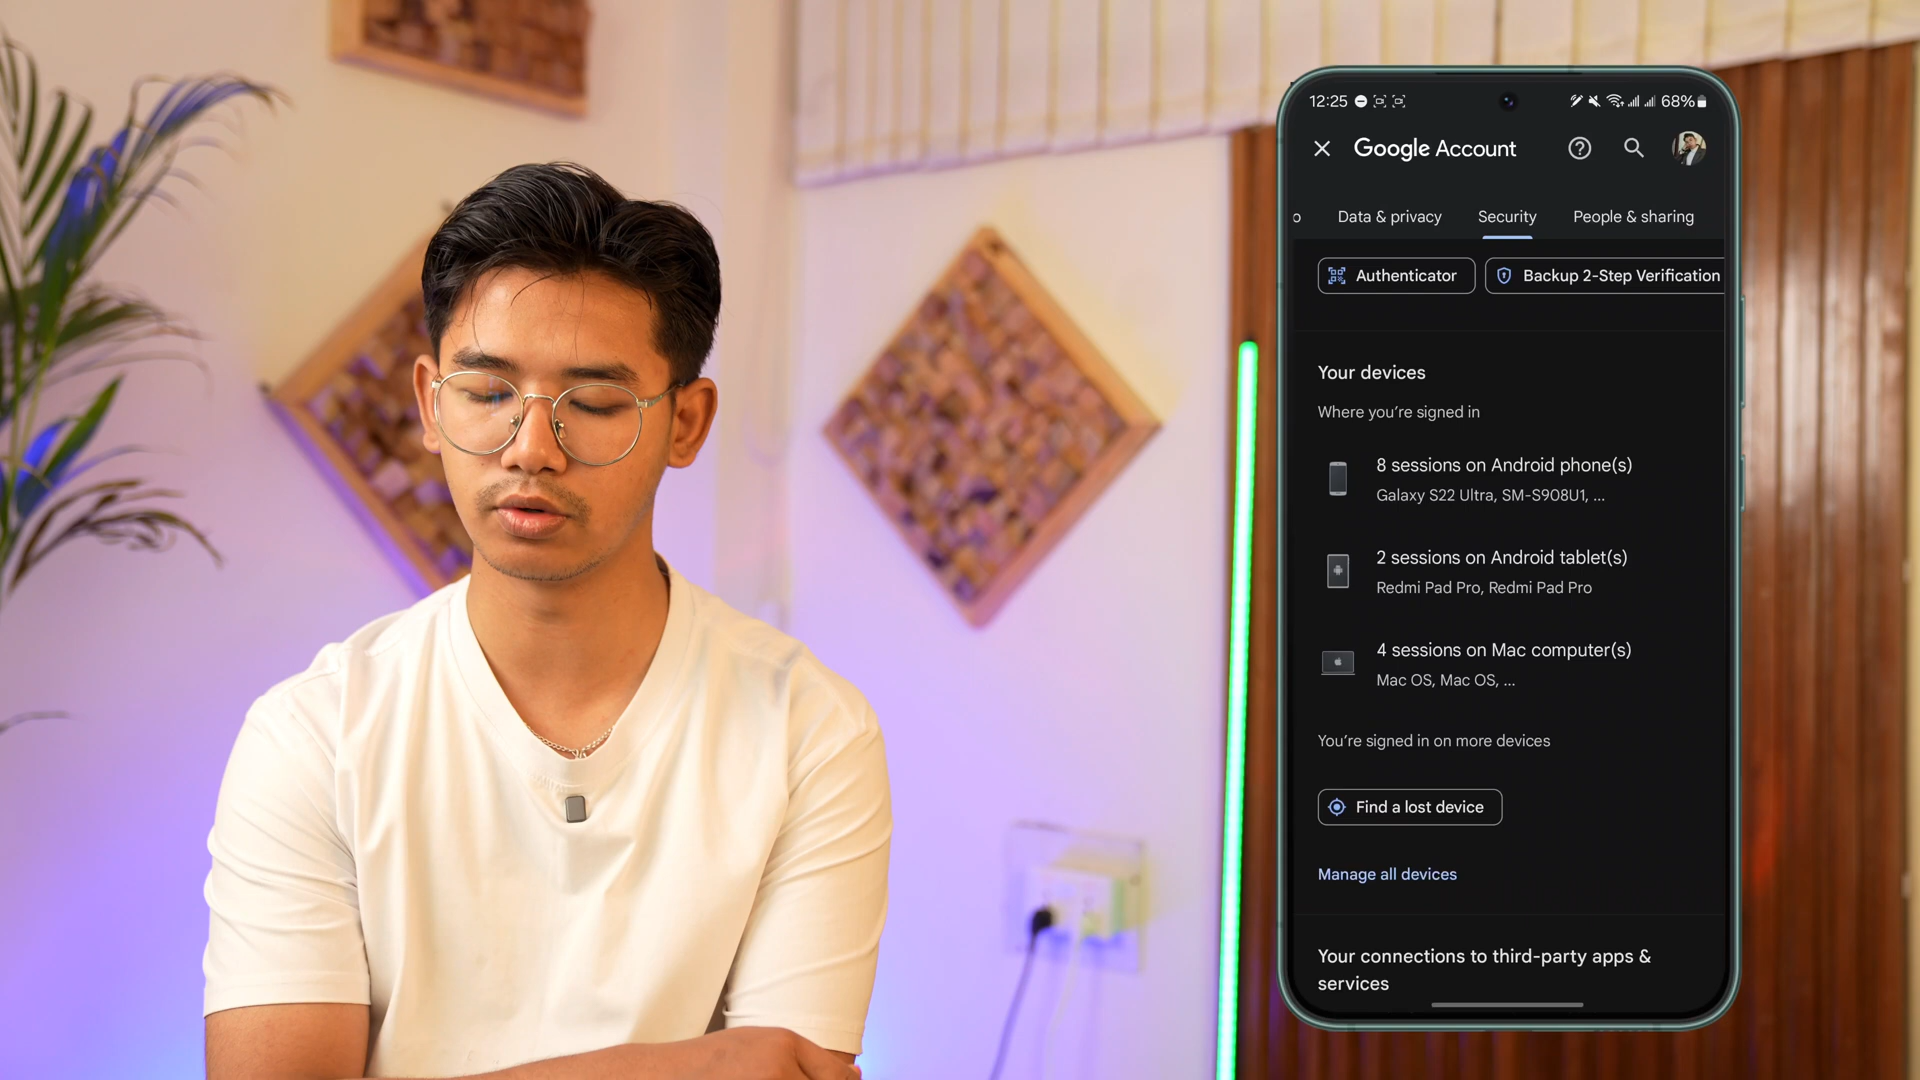 12:25
68%
Google Account
o Data & privacy Security People & sharing
Authenticator Backup 2-Step Verification
Your devices
Where you're signed in
8 sessions on Android phone(s)
Galaxy S22 Ultra, SM-S908U1, ...
2 sessions on Android tablet(s)
Redmi Pad Pro, Redmi Pad Pro
4 sessions on Mac computer(s)
Mac OS, Mac OS, ...
You're signed in on more devices
Find a lost device
Manage all devices
Your connections to third-party apps &
services